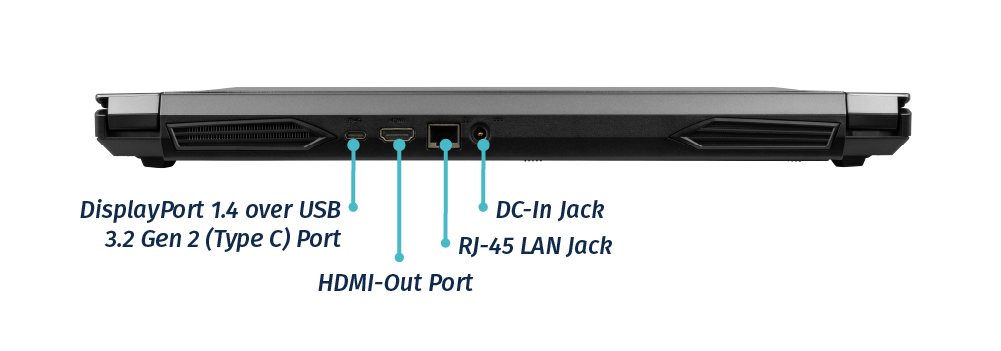 DisplayPort 1.4 over USB
3.2 Gen 2 (Type C) Port
DC-In Jack
RJ-45 LAN Jack
HDMI-Out Port